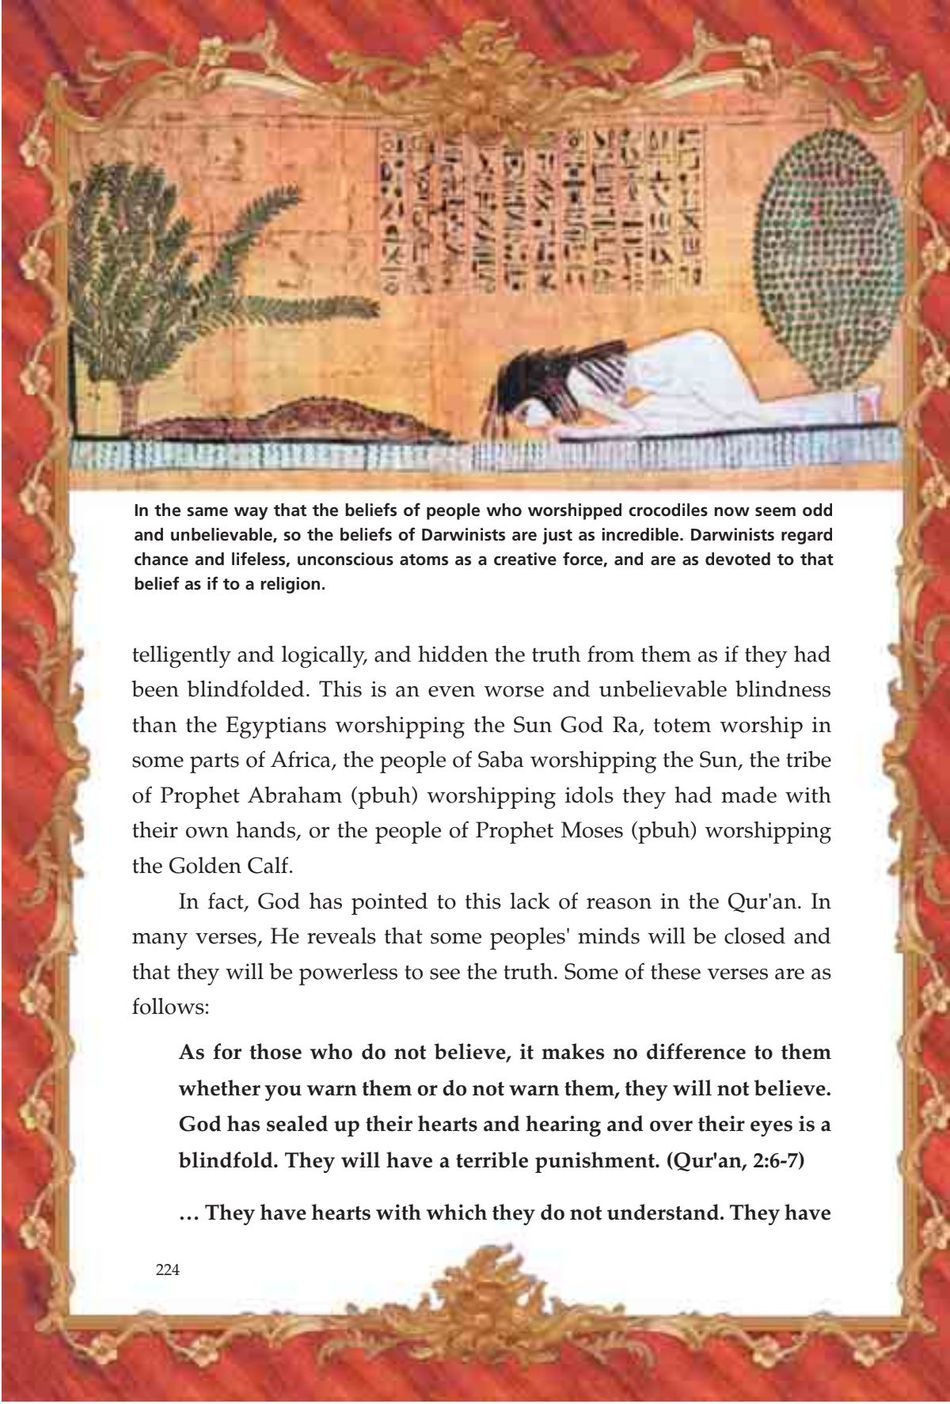 In the same way that the beliefs of people who worshipped crocodiles now seem odd
and unbelievable, so the beliefs of Darwinists are just as incredible. Darwinists regard
chance and lifeless, unconscious atoms as a creative force, and are as devoted to that
belief as if to a religion.
telligently and logically, and hidden the truth from them as if they had
been blindfolded. This is an even worse and unbelievable blindness
than the Egyptians worshipping the Sun God Ra, totem worship in
some parts of Africa, the people of Saba worshipping the Sun, the tribe
of Prophet Abraham (pbuh) worshipping idols they had made with
their own hands, or the people of Prophet Moses (pbuh) worshipping
the Golden Calf.
In fact, God has pointed to this lack of reason in the Qur'an. In
many verses, He reveals that some peoples' minds will be closed and
that they will be powerless to see the truth. Some of these verses are as
follows:
As for those who do not believe, it makes no difference to them
whether you warn them or do not warn them, they will not believe.
God has sealed up their hearts and hearing and over their eyes is a
blindfold. They will have a terrible punishment. (Qur'an, 2:6-7)
… They have hearts with which they do not understand. They have
224